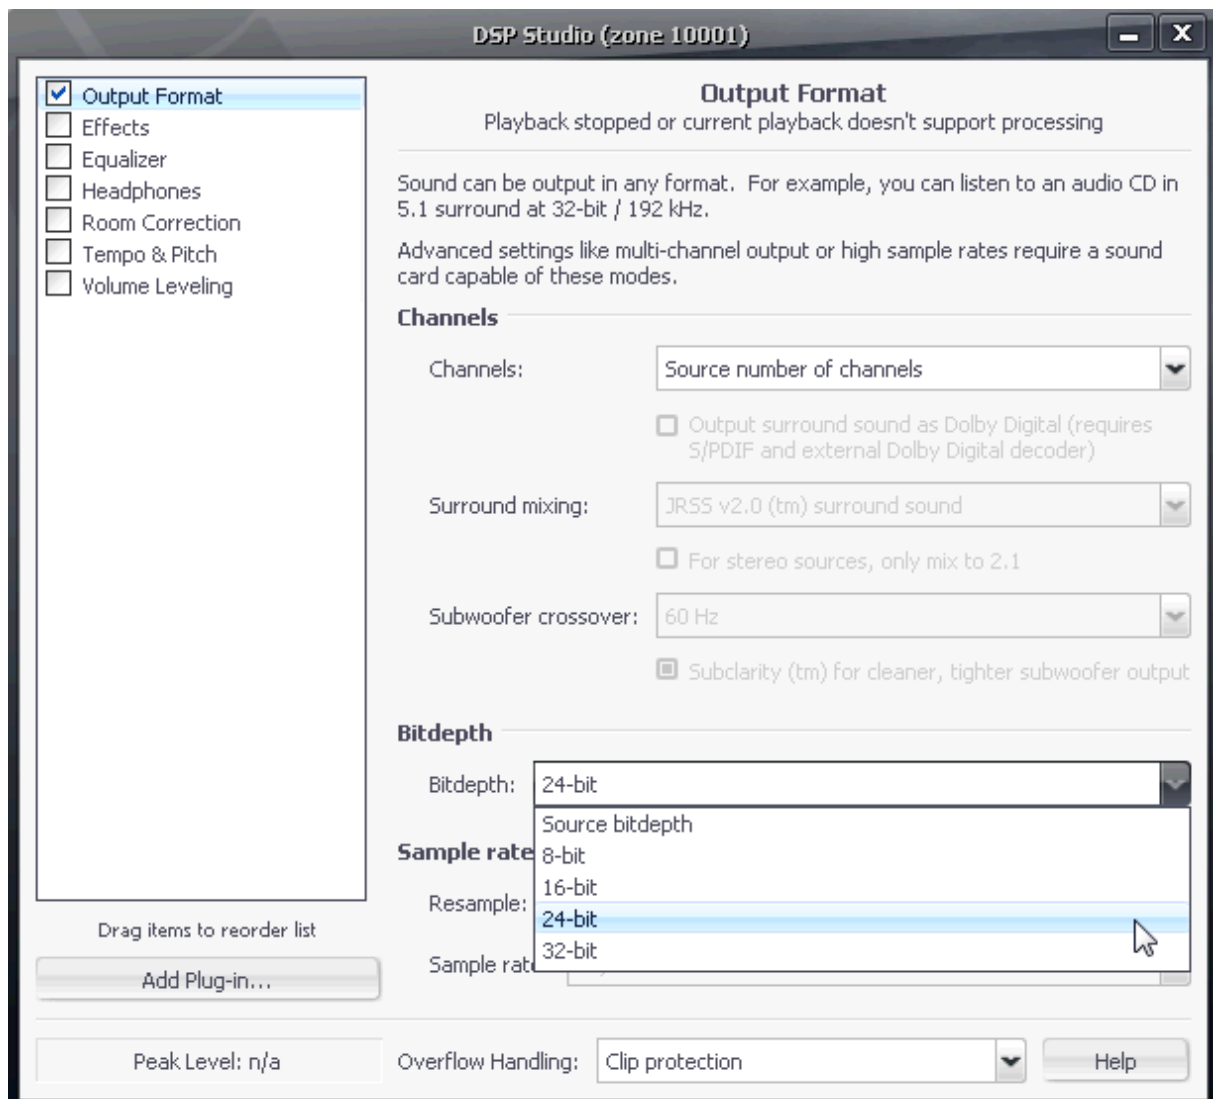 DSP Studio (zone 10001)
Output Format
Effects
Equalizer
Headphones
Room Correction
Tempo & Pitch
Volume Leveling
Drag items to reorder list
Add Plug-in...
Output Format
Playback stopped or current playback doesn't support processing
Sound can be output in any format. For example, you can listen to an audio CD in
5.1 surround at 32-bit / 192 kHz.
Advanced settings like multi-channel output or high sample rates require a sound
card capable of these modes.
Channels
Channels: Source number of channels
Output surround sound as Dolby Digital (requires
S/PDIF and external Dolby Digital decoder)
Surround mixing: JRSS v2.0 (tm) surround sound
For stereo sources, only mix to 2.1
Subwoofer crossover: 60 Hz
Subclarity (tm) for cleaner, tighter subwoofer output
Bitdepth
Bitdepth: 24-bit
Source bitdepth
8-bit
16-bit
24-bit
32-bit
Sample rate
Resample:
Sample rat
Peak Level: n/a
Overflow Handling: Clip protection
Help